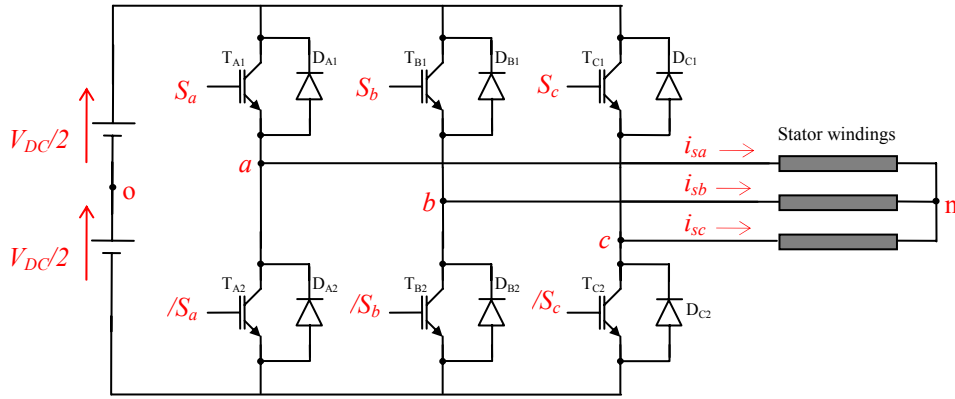 T_A1
D_A1
T_B1
D_B1
T_C1
D_C1
S_a
S_b
S_c
V_DC/2
Stator windings
a
i_sa
o
b
i_sb
n
V_DC/2
c
i_sc
T_A2
D_A2
T_B2
D_B2
T_C2
D_C2
/S_a
/S_b
/S_c